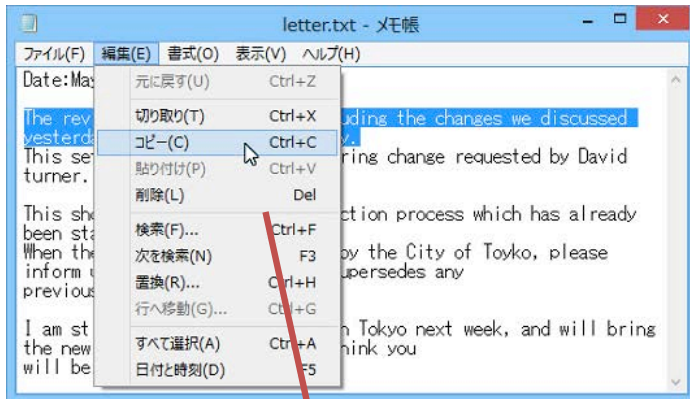 letter.txt - メモ帳
ファイル(F) 編集(E) 書式(O) 表示(V) ヘルプ(H)
Date:May
元に戻す(U) Ctrl+Z
The rev uding the changes we discussed
切り取り(T) Ctrl+X
yesterda y.
コピー(C) Ctrl+C
This se ring change requested by David
貼り付け(P) Ctrl+V
turner.
削除(L) Del
This sho ction process which has already
検索(F)... Ctrl+F
been sta
次を検索(N) F3
When the by the City of Toyko, please
置換(R)... Ctrl+H
inform upersedes any
previous
行へ移動(G)... Ctrl+G
I am st Tokyo next week, and will bring
すべて選択(A) Ctrl+A
the new hink you
日付と時刻(D) F5
will be